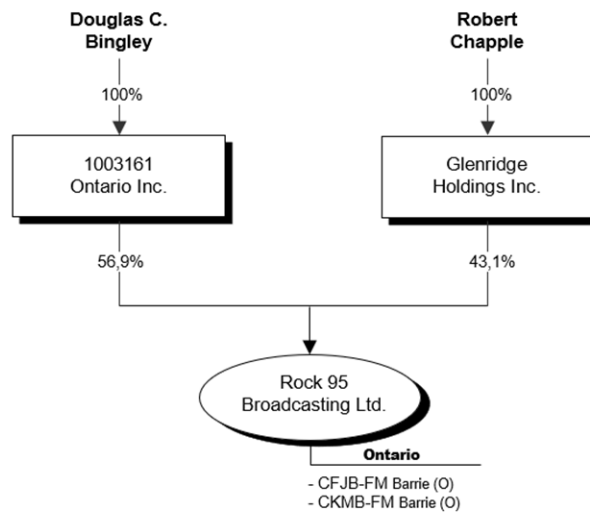 Douglas C.
Bingley
Robert
Chapple
100%
100%
1003161
Ontario Inc.
Glenridge
Holdings Inc.
56,9%
43,1%
Rock 95
Broadcasting Ltd.
Ontario
- CFJB-FM Barrie (O)
- CKMB-FM Barrie (O)